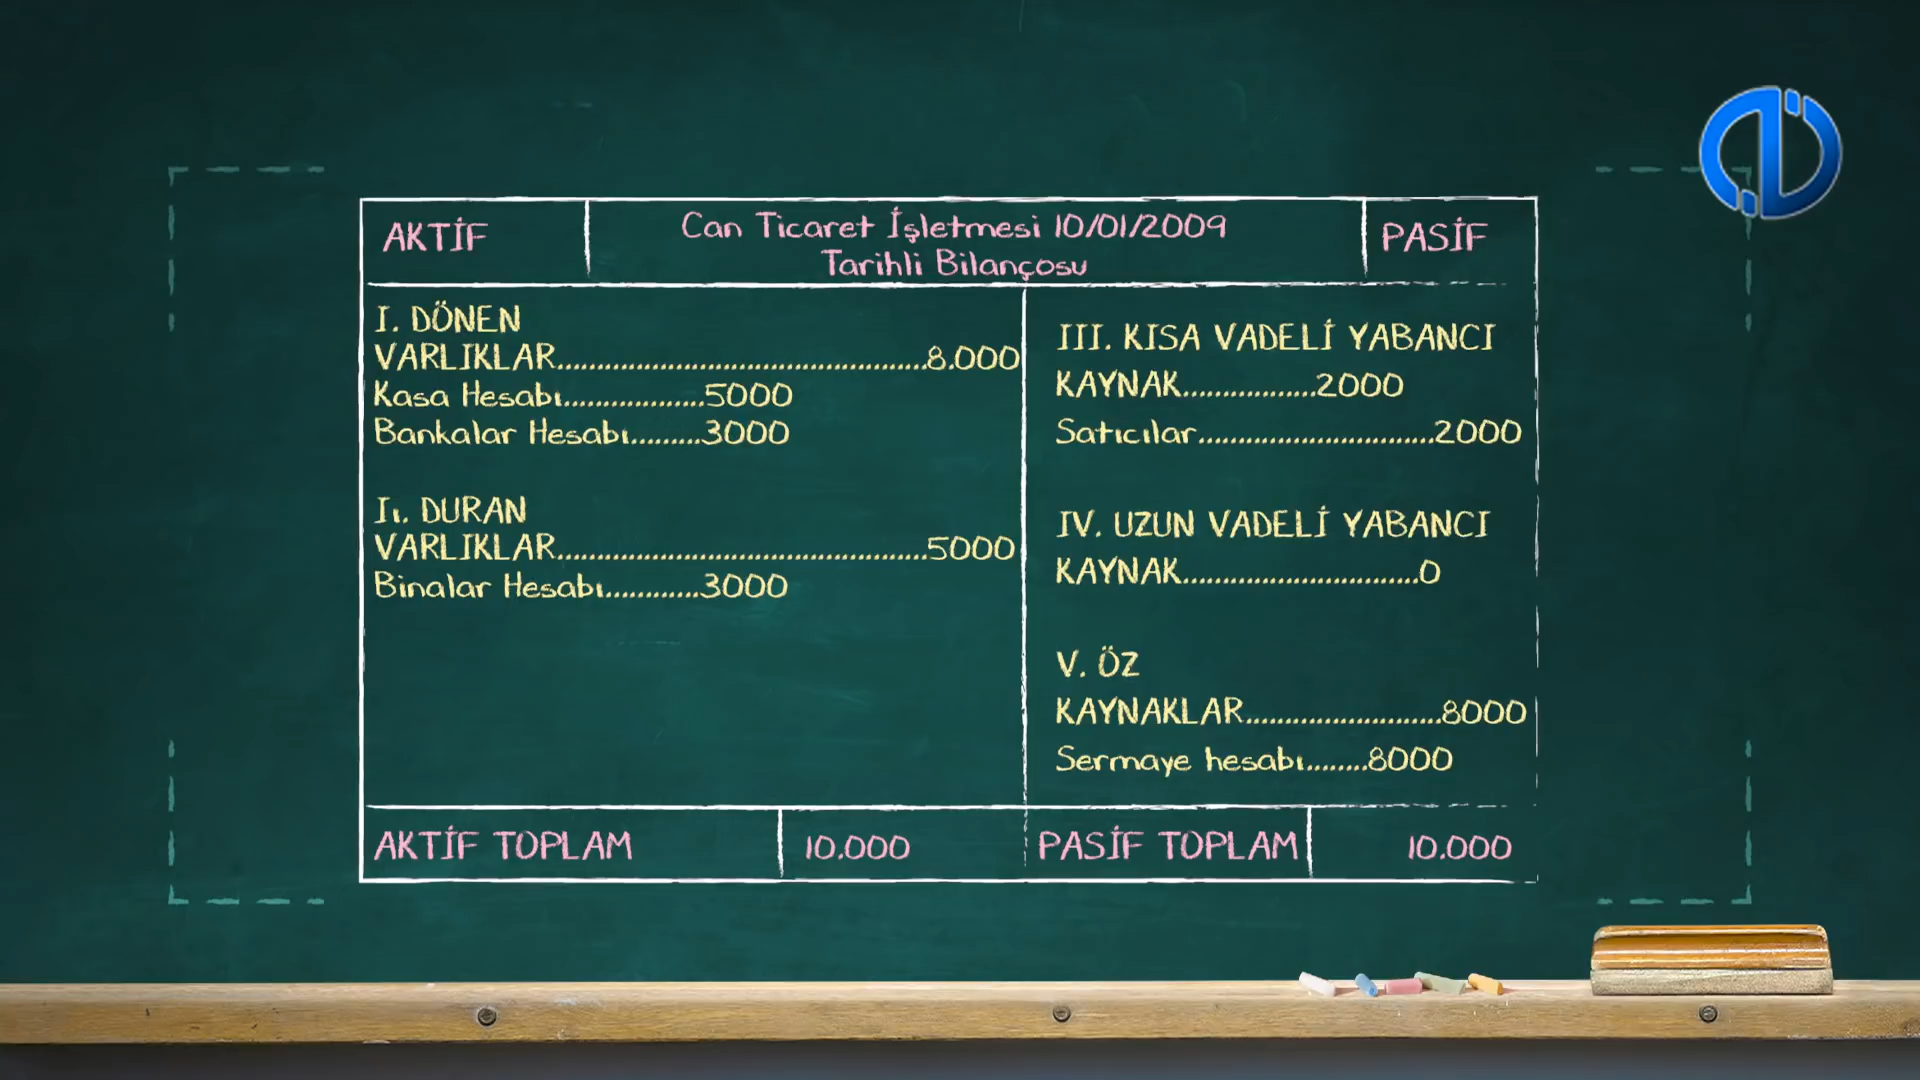 AKTİF
Can Ticaret İşletmesi 10/01/2009
Tarihli Bilançosu
PASİF
I. DÖNEN
VARLIKLAR...............................................8.000
Kasa Hesabı..................5000
Bankalar Hesabı.........3000
Iı. DURAN
VARLIKLAR...............................................5000
Binalar Hesabı............3000
III. KISA VADELİ YABANCI
KAYNAK.................2000
Satıcılar..............................2000
IV. UZUN VADELİ YABANCI
KAYNAK..............................0
V. ÖZ
KAYNAKLAR.........................8000
Sermaye hesabı........8000
AKTİF TOPLAM
10.000
PASİF TOPLAM
10.000